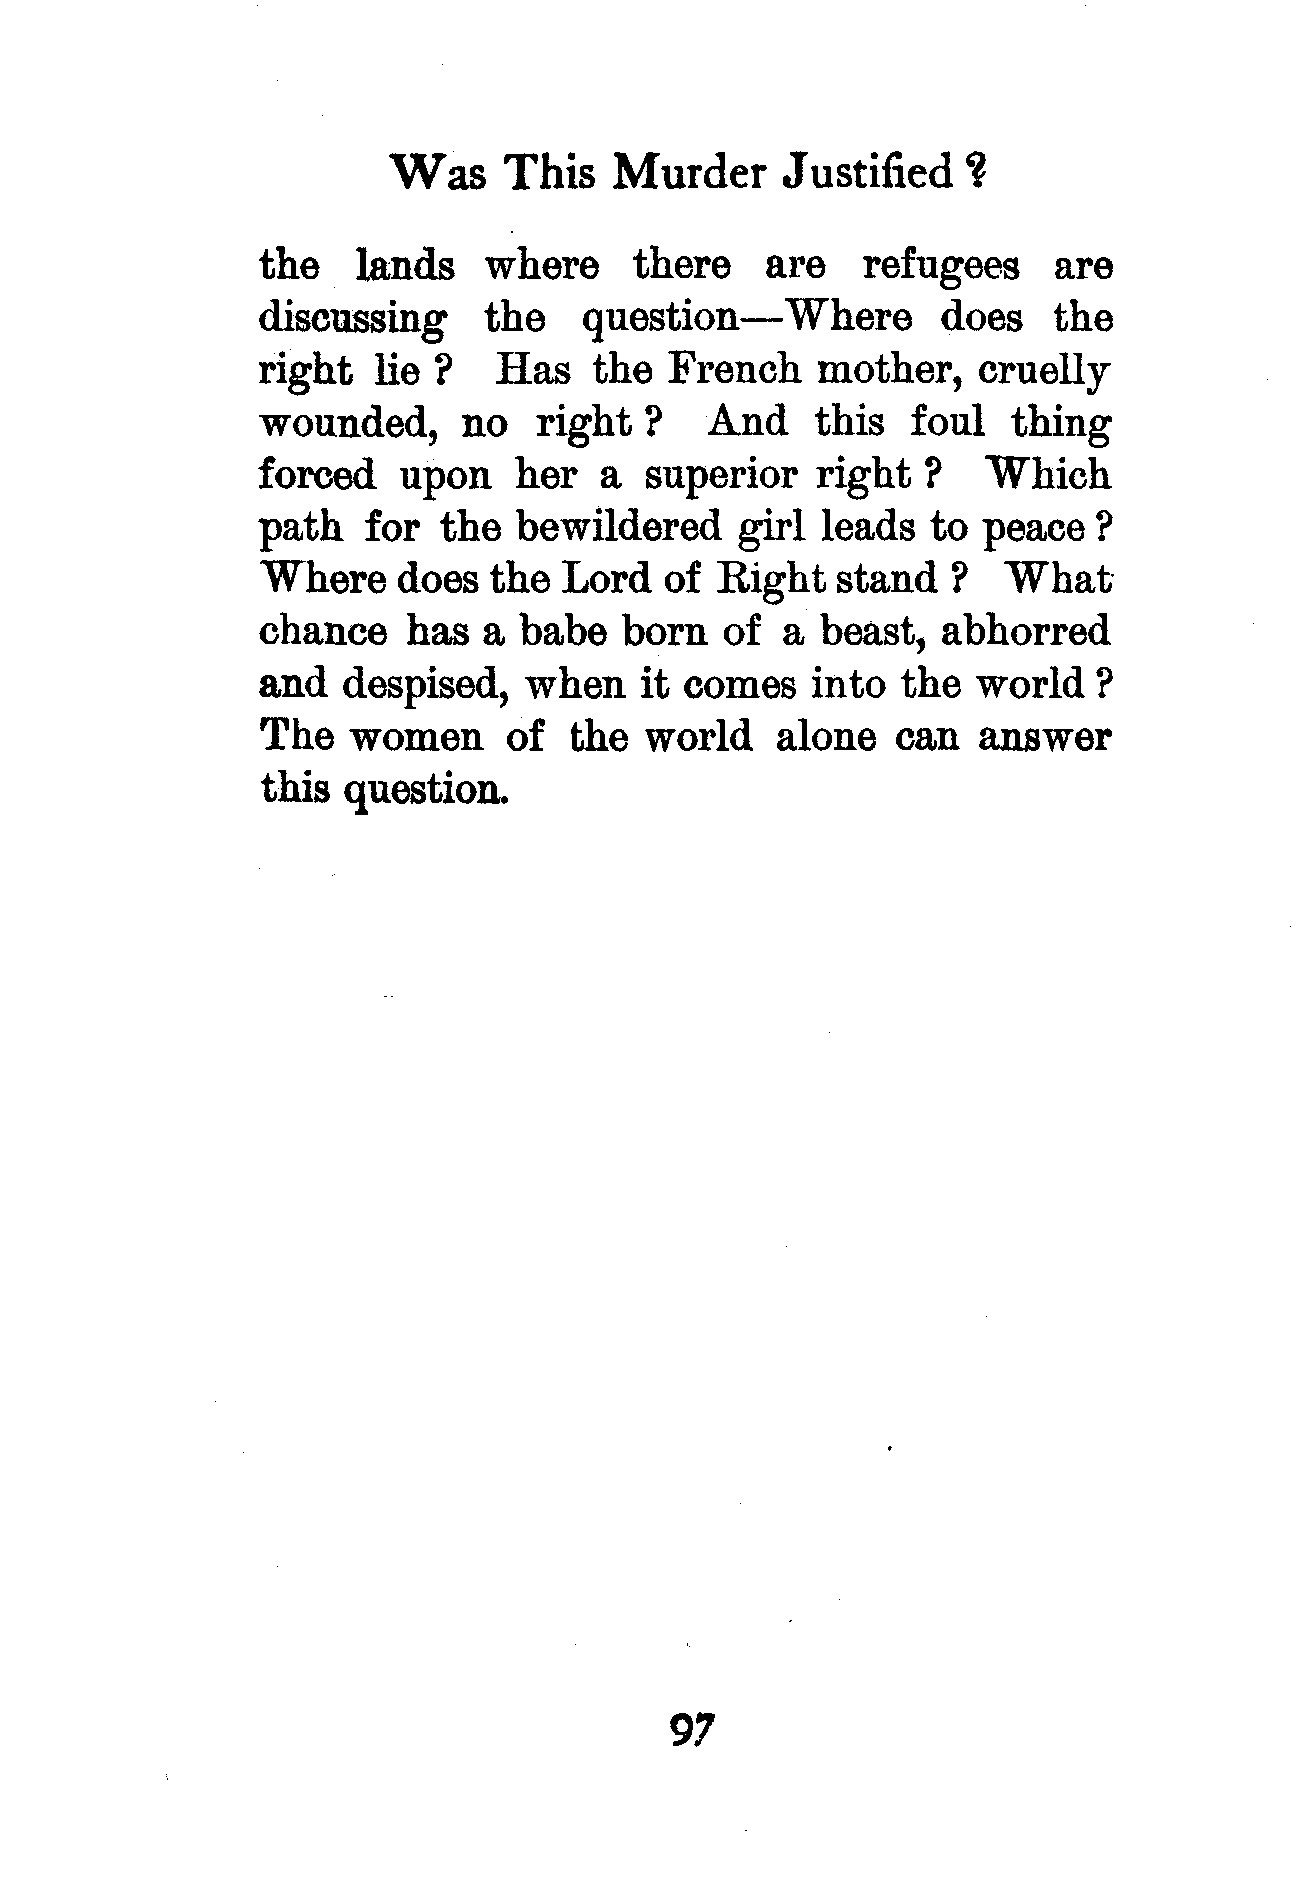 Was This Murder Justified ?
the lands where there are refugees are
discussing the question—Where does the
right lie ? Has the French mother, cruelly
wounded, no right ? And this foul thing
forced upon her a superior right ? Which
path for the bewildered girl leads to peace ?
Where does the Lord of Right stand ? What
chance has a babe born of a beast, abhorred
and despised, when it comes into the world ?
The women of the world alone can answer
this question.
97